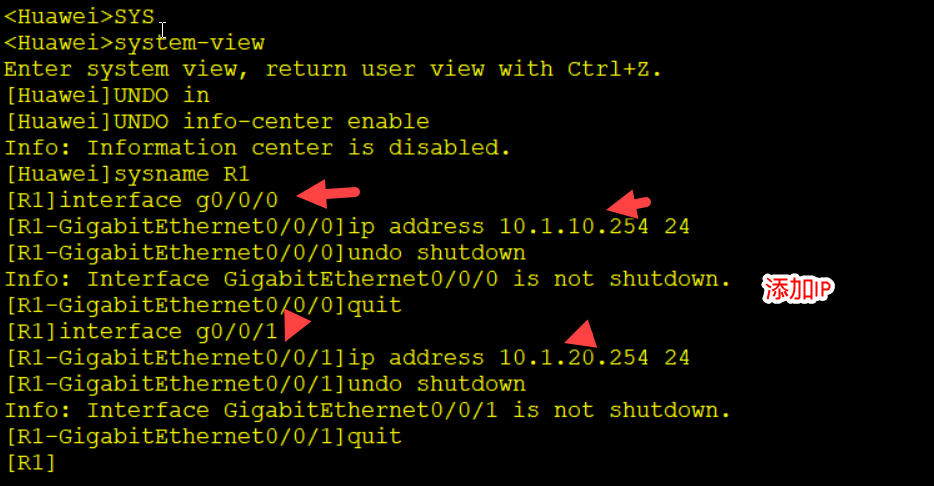 <Huawei>SYS
<Huawei>system-view
Enter system view, return user view with Ctrl+Z.
[Huawei]UNDO in
[Huawei]UNDO info-center enable
Info: Information center is disabled.
[Huawei]sysname R1
[R1]interface g0/0/0
[R1-GigabitEthernet0/0/0]ip address 10.1.10.254 24
[R1-GigabitEthernet0/0/0]undo shutdown
Info: Interface GigabitEthernet0/0/0 is not shutdown.
添加IP
[R1-GigabitEthernet0/0/0]quit
[R1]interface g0/0/1
[R1-GigabitEthernet0/0/1]ip address 10.1.20.254 24
[R1-GigabitEthernet0/0/1]undo shutdown
Info: Interface GigabitEthernet0/0/1 is not shutdown.
[R1-GigabitEthernet0/0/1]quit
[R1]